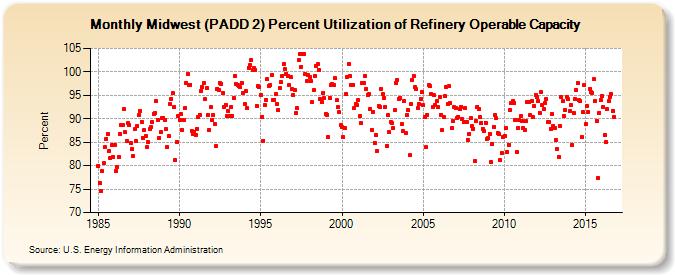 Monthly Midwest (PADD 2) Percent Utilization of Refinery Operable Capacity
Percent
105
100
95
90
85
80
75
70
1985 1990 1995 2000 2005 2010 2015
Source: U.S. Energy Information Administration